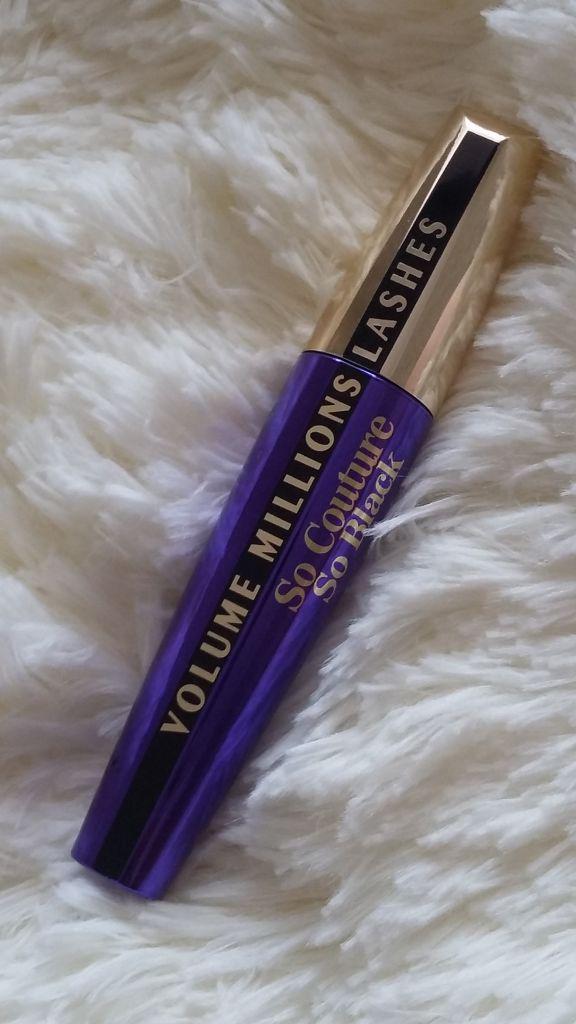 VOLUME MILLIONS LASHES
So Couture
So Black